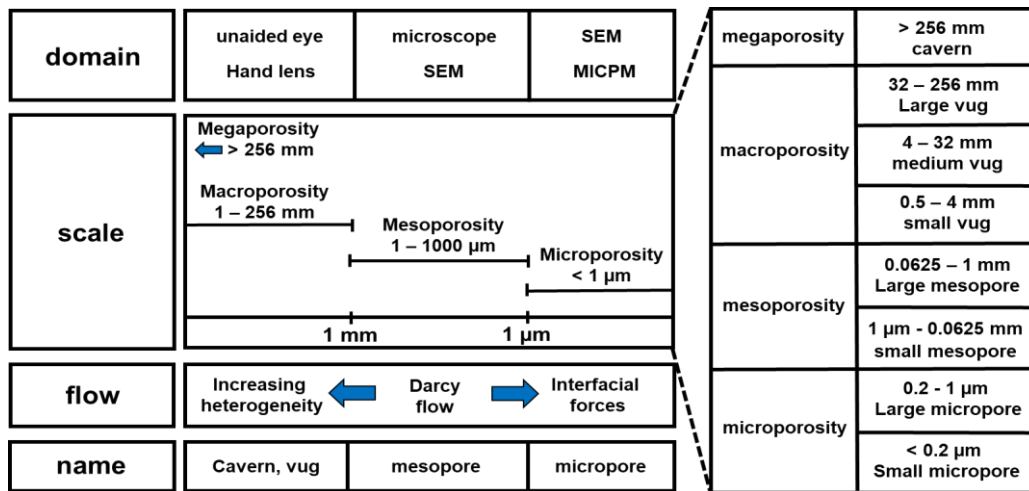 domain
unaided eye
Hand lens
microscope
SEM
SEM
MICPM
scale
Megaporosity
> 256 mm
Macroporosity
1 – 256 mm
Mesoporosity
1 – 1000 µm
Microporosity
< 1 µm
1 mm
1 µm
flow
Increasing
heterogeneity
Darcy
flow
Interfacial
forces
name
Cavern, vug
mesopore
micropore
megaporosity
> 256 mm
cavern
macroporosity
32 – 256 mm
Large vug
4 – 32 mm
medium vug
0.5 – 4 mm
small vug
mesoporosity
0.0625 – 1 mm
Large mesopore
1 µm - 0.0625 mm
small mesopore
microporosity
0.2 - 1 µm
Large micropore
< 0.2 µm
Small micropore